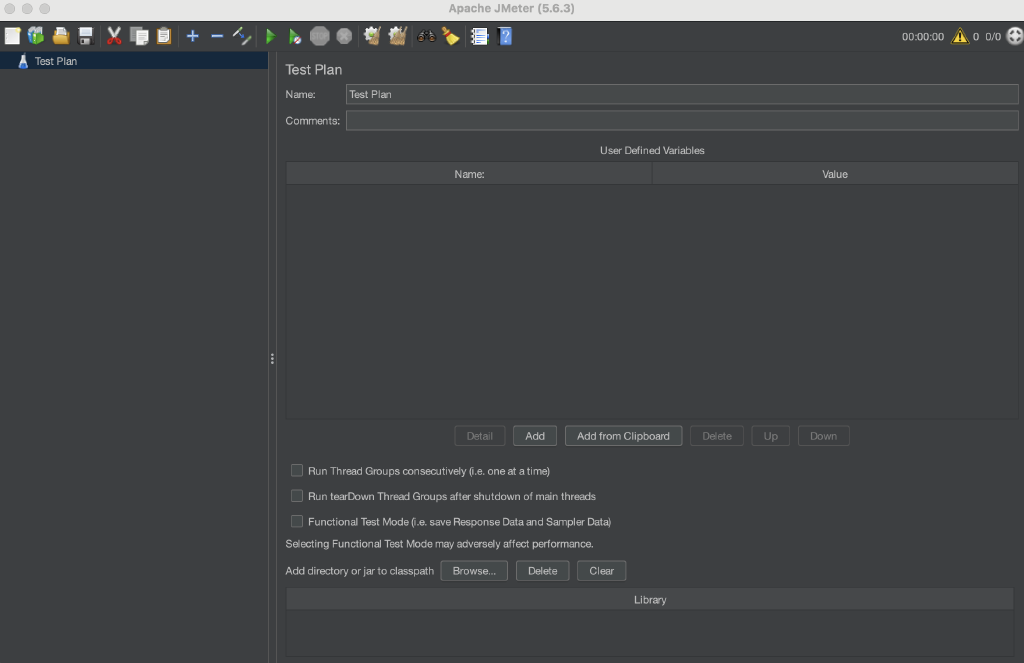 Apache JMeter (5.6.3)
00:00:00 0 0/0
Test Plan
Test Plan
Name: Test Plan
Comments:
User Defined Variables
Name: Value
Detail Add Add from Clipboard Delete Up Down
Run Thread Groups consecutively (i.e. one at a time)
Run tearDown Thread Groups after shutdown of main threads
Functional Test Mode (i.e. save Response Data and Sampler Data)
Selecting Functional Test Mode may adversely affect performance.
Add directory or jar to classpath Browse... Delete Clear
Library